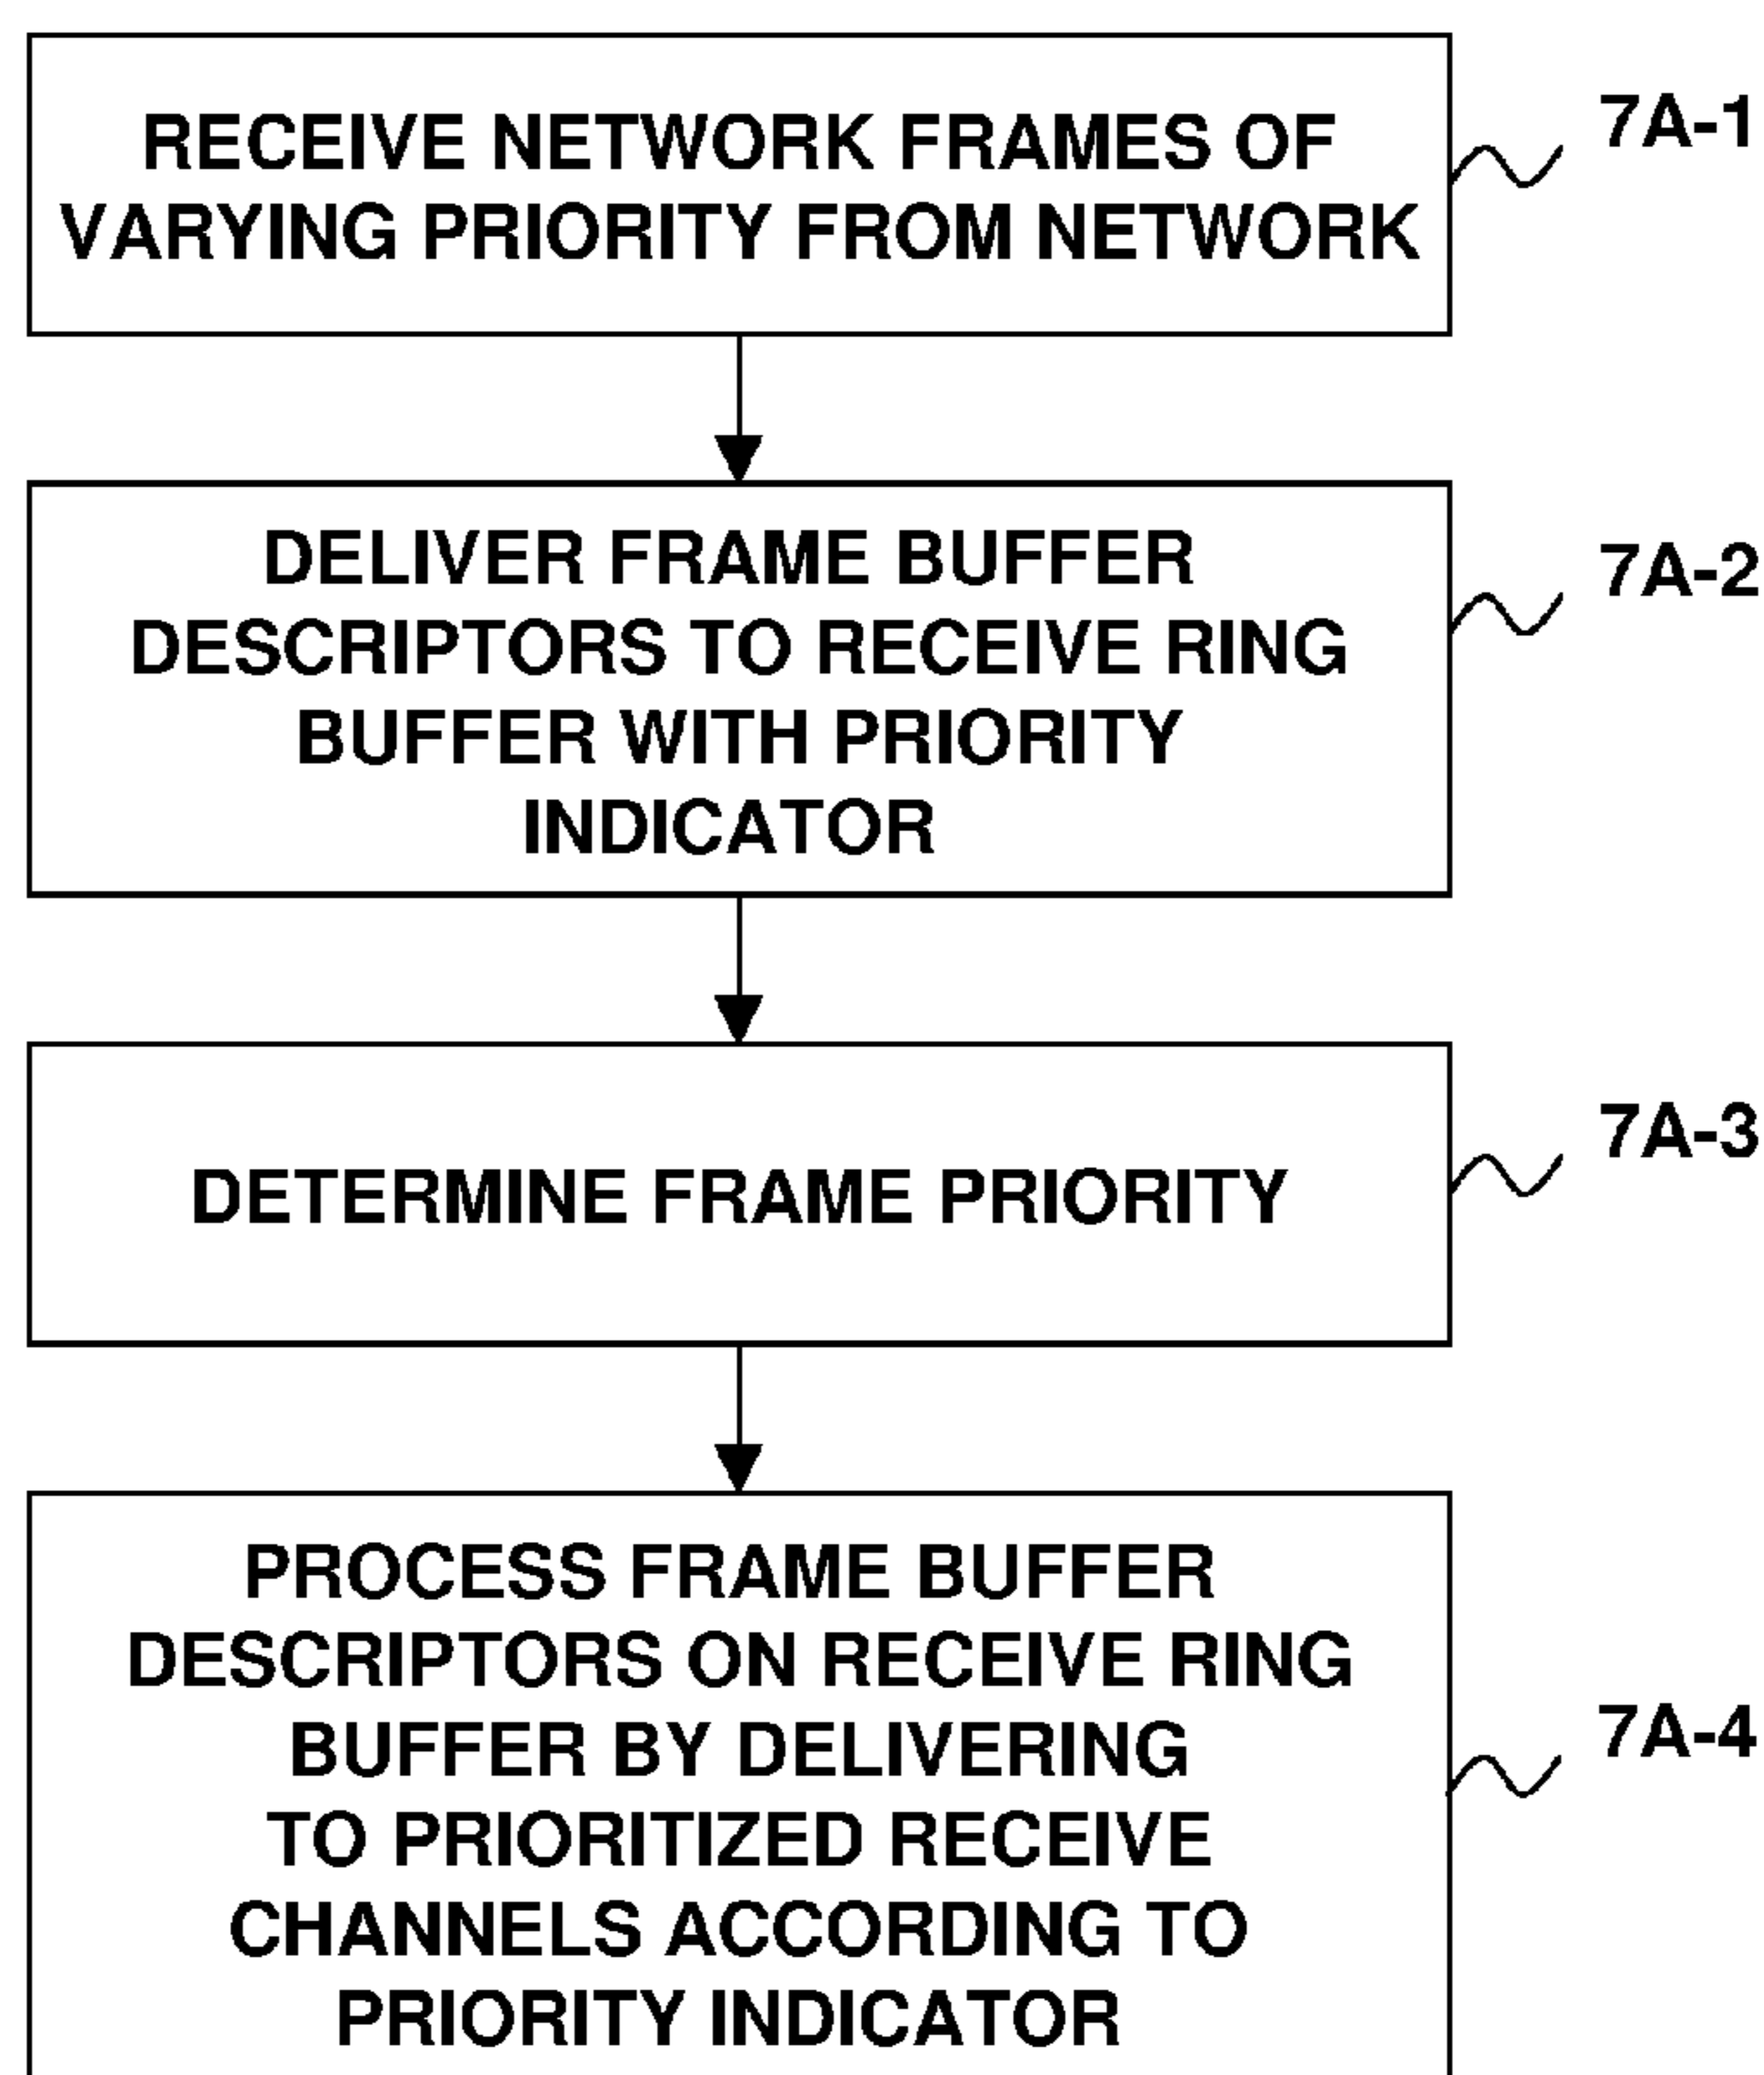 RECEIVE NETWORK FRAMES OF
VARYING PRIORITY FROM NETWORK
7A-1
DELIVER FRAME BUFFER
DESCRIPTORS TO RECEIVE RING
BUFFER WITH PRIORITY
INDICATOR
7A-2
DETERMINE FRAME PRIORITY
7A-3
PROCESS FRAME BUFFER
DESCRIPTORS ON RECEIVE RING
BUFFER BY DELIVERING
TO PRIORITIZED RECEIVE
CHANNELS ACCORDING TO
PRIORITY INDICATOR
7A-4